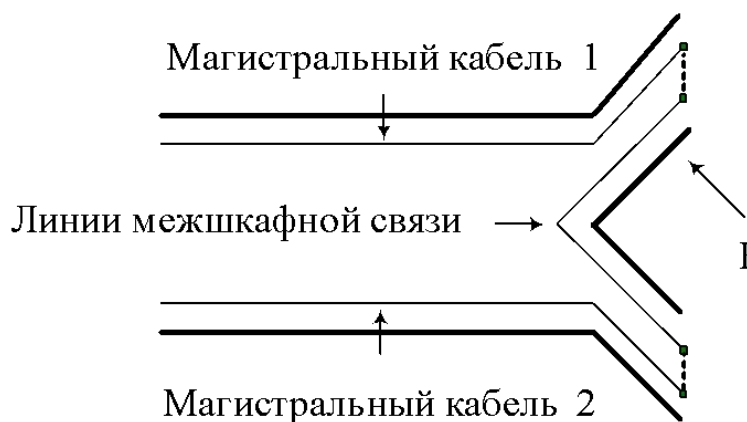 Магистральный кабель 1
Линии межшкафной связи
Магистральный кабель 2